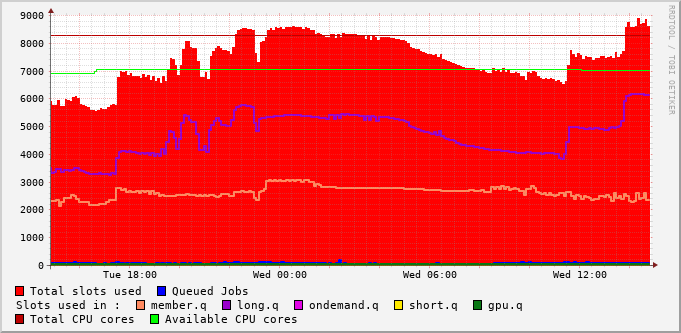 9000
8000
7000
6000
5000
4000
3000
2000
1000
0
Tue 18:00 Wed 00:00 Wed 06:00 Wed 12:00
RRDTOOL / TOBI OETIKER
Total slots used Queued Jobs
Slots used in : member.q long.q ondemand.q short.q gpu.q
Total CPU cores Available CPU cores